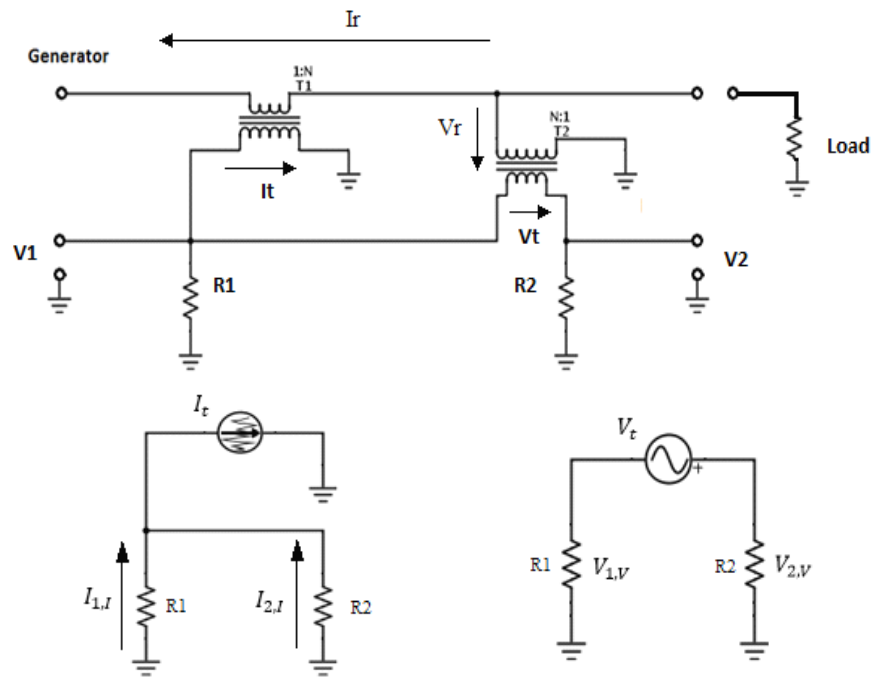 Ir
Generator
1:N
T1
N:1
T2
Vr
Load
It
Vt
V1
V2
R1
R2
I_t
V_t
I_{1,I}
R1
I_{2,I}
R2
R1
V_{1,V}
+
R2
V_{2,V}